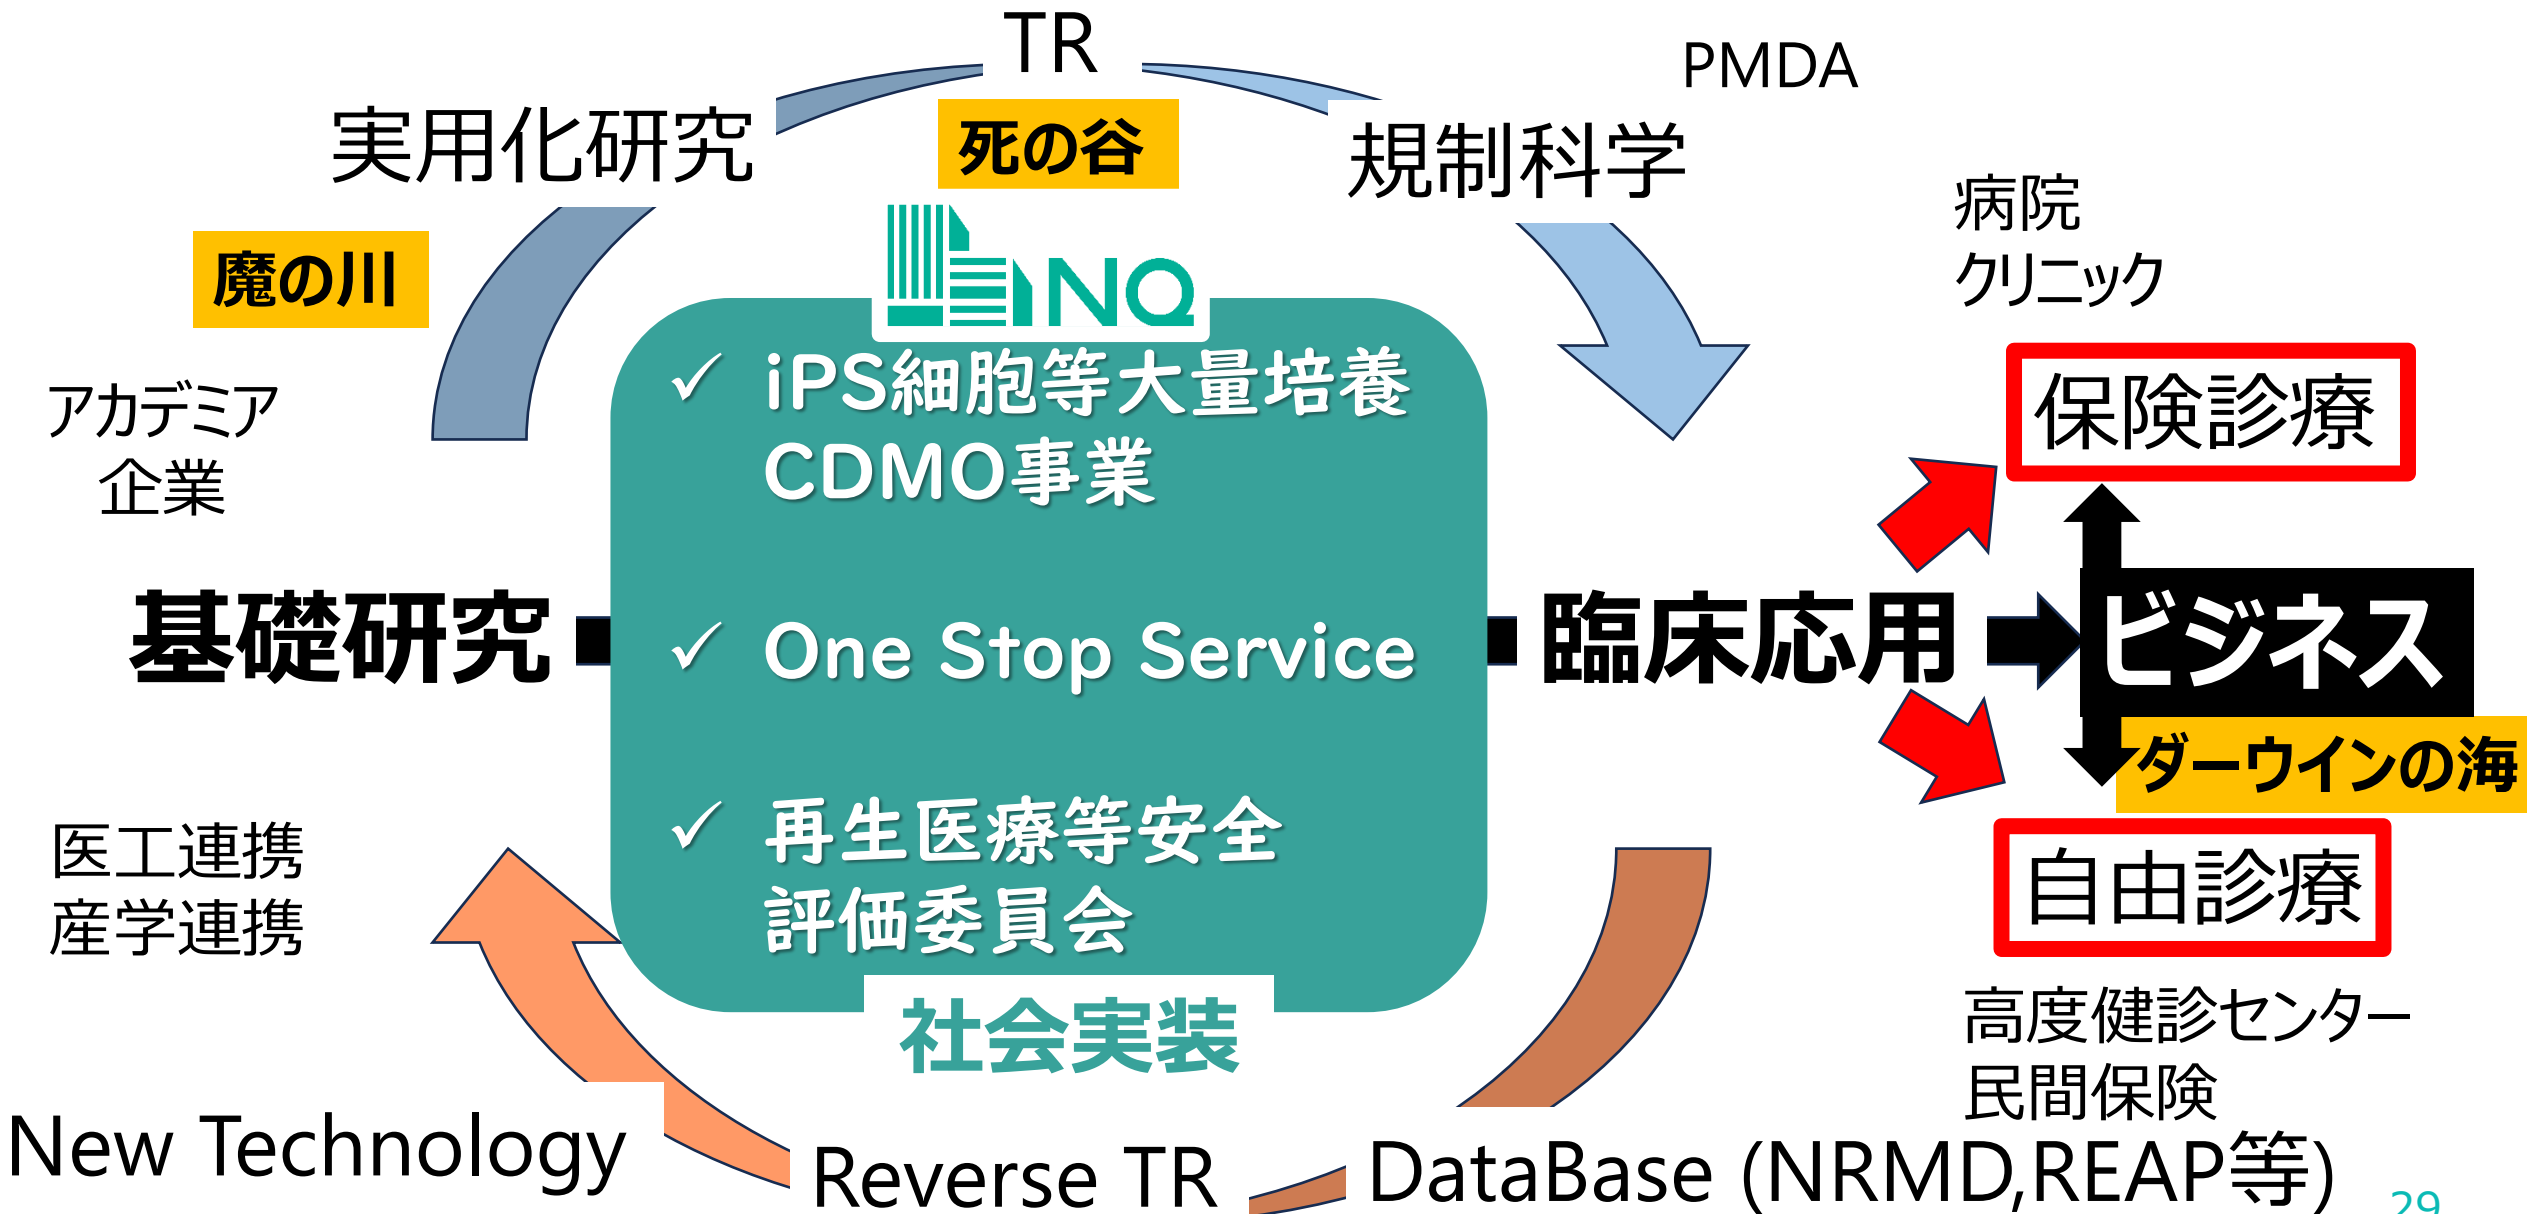 TR
PMDA
実用化研究
死の谷
規制科学
病院
クリニック
魔の川
NQ
アカデミア
企業
✓ iPS細胞等大量培養
CDMO事業
保険診療
基礎研究
✓ One Stop Service
臨床応用
ビジネス
ダーウインの海
医工連携
産学連携
✓ 再生医療等安全
評価委員会
自由診療
社会実装
高度健診センター
民間保険
New Technology
Reverse TR
DataBase (NRMD,REAP等)
29